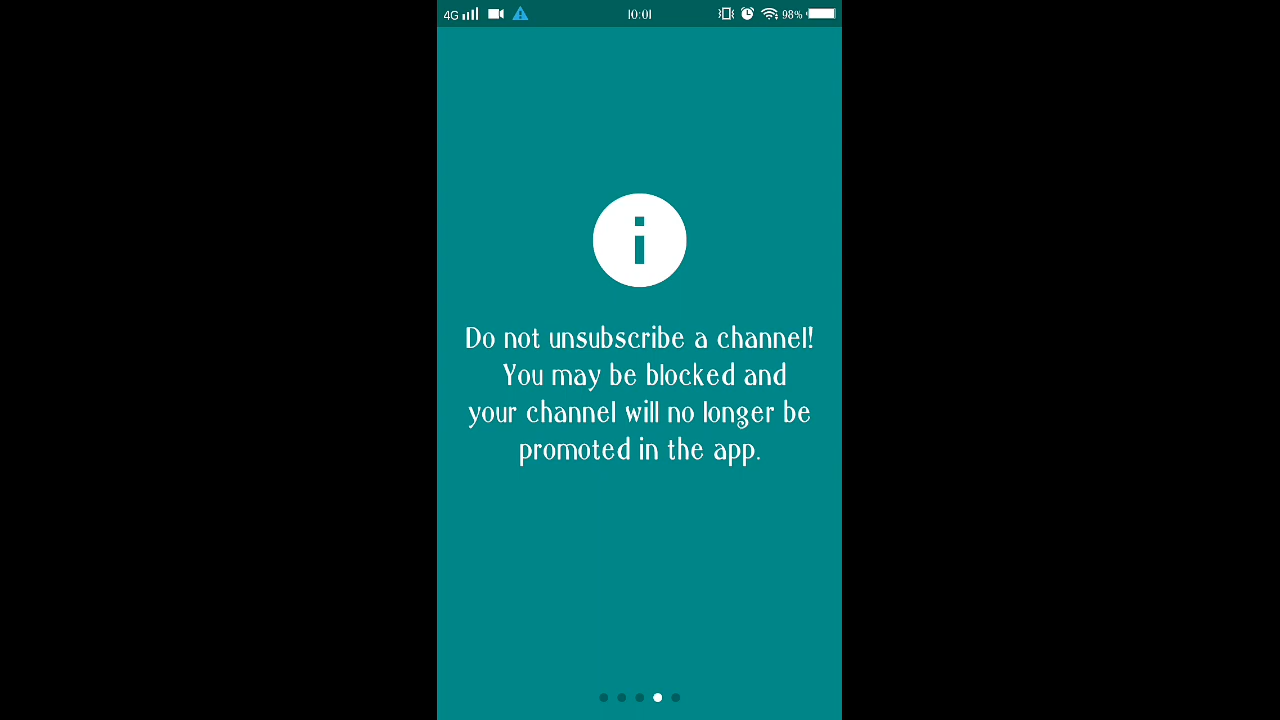 4G 10:01 98%
Do not unsubscribe a channel!
You may be blocked and
your channel will no longer be
promoted in the app.